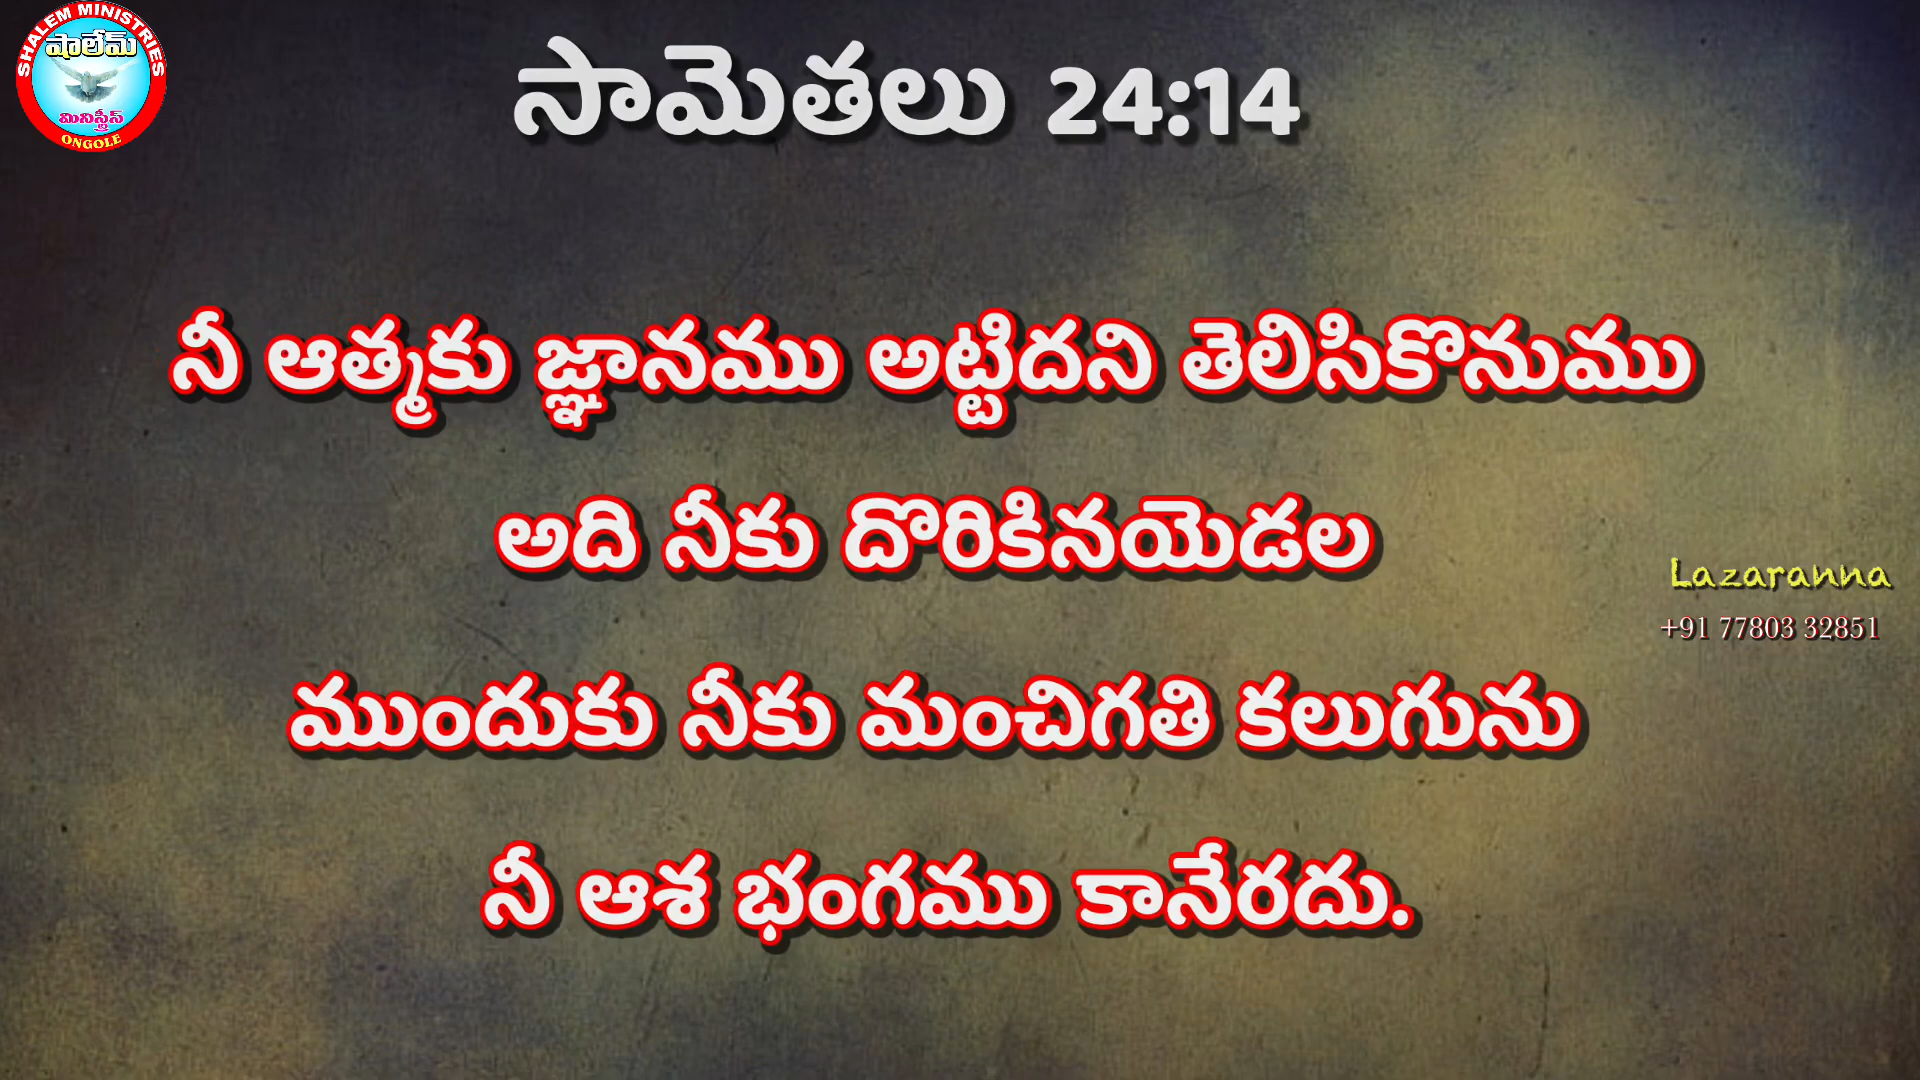 SHALEM MINISTRIES
షాలేమ్
మినిస్ట్రీస్
ONGOLE
సామెతలు 24:14
నీ ఆత్మకు జ్ఞానము అట్టిదని తెలిసికొనుము
అది నీకు దొరికినయెడల
Lazaranna
+91 77803 32851
ముందుకు నీకు మంచిగతి కలుగును
నీ ఆశ భంగము కానేరదు.